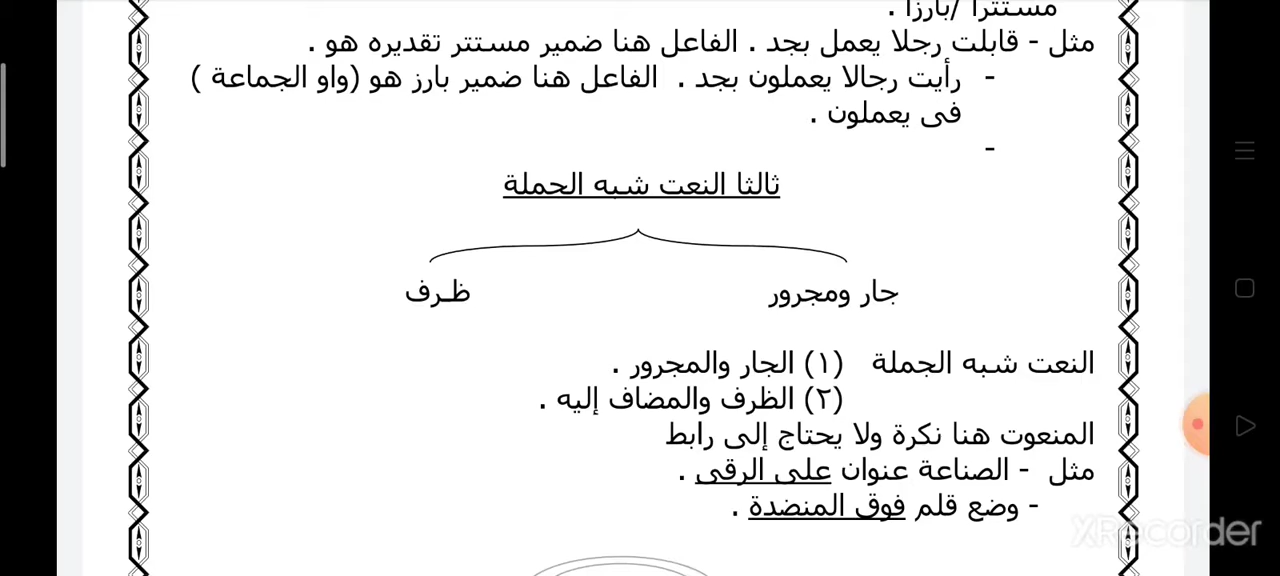 مستترا /بارزا .
مثل - قابلت رجلا يعمل بجد . الفاعل هنا ضمير مستتر تقديره هو .
- رأيت رجالا يعملون بجد . الفاعل هنا ضمير بارز هو (واو الجماعة )
فى يعملون .
-
ثالثا النعت شبه الجملة
جار ومجرور ظرف
النعت شبه الجملة (١) الجار والمجرور .
(٢) الظرف والمضاف إليه .
المنعوت هنا نكرة ولا يحتاج إلى رابط
مثل - الصناعة عنوان على الرقى .
- وضع قلم فوق المنضدة .
XRecorder